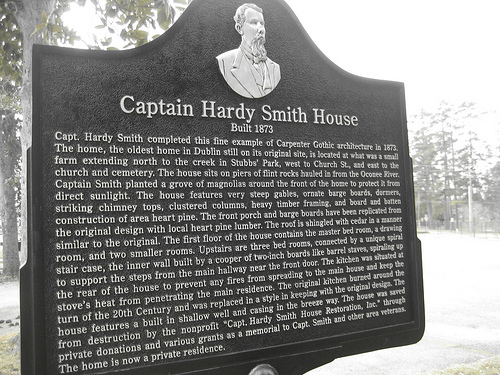 Captain Hardy Smith House
Built 1873
Capt. Hardy Smith completed this fine example of Carpenter Gothic architecture in 1873.
The home, the oldest home in Dublin still on its original site, is located at what was a small
farm extending north to the creek in Stubbs' Park, west to Church St., and east to the
church and cemetery. The house sits on piers of flint rocks hauled in from the Oconee River.
Captain Smith planted a grove of magnolias around the front of the home to protect it from
direct sunlight. The house features very steep gables, ornate barge boards, dormers,
striking chimney tops, clustered columns, heavy timber framing, and board and batten
construction of area heart pine. The front porch and barge boards have been replicated from
the original design with local heart pine lumber. The roof is shingled with cedar in a manner
similar to the original. The first floor of the house contains the master bed room, a drawing
room, and two smaller rooms. Upstairs are three bed rooms, connected by a unique spiral
stair case, the inner wall built by a cooper of two-inch boards like barrel staves, spiraling up
to support the steps from the main hallway near the front door. The kitchen was situated at
the rear of the house to prevent any fires from spreading to the main house and keep the
stove's heat from penetrating the main residence. The original kitchen burned around the
turn of the 20th Century and was replaced in a style in keeping with the original design. The
house features a built in shallow well and casing in the breeze way. The house was saved
from destruction by the nonprofit "Capt. Hardy Smith House Restoration, Inc." through
private donations and various grants as a memorial to Capt. Smith and other area veterans.
The home is now a private residence.